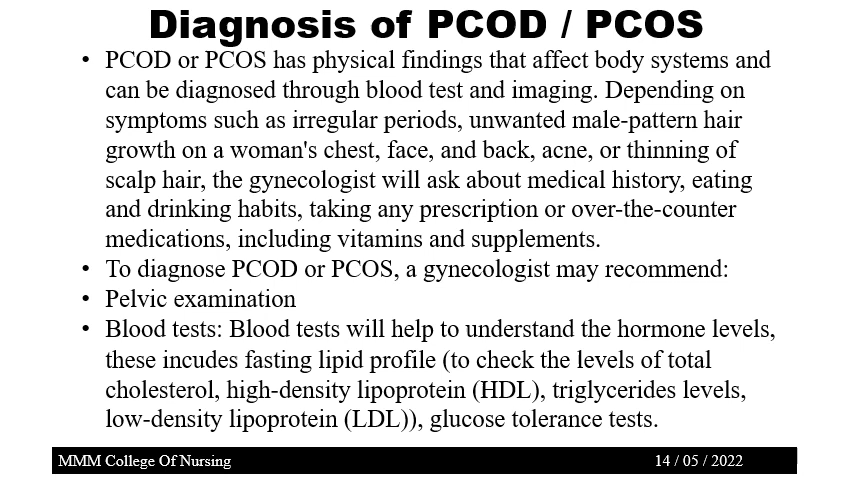 Diagnosis of PCOD / PCOS
• PCOD or PCOS has physical findings that affect body systems and
can be diagnosed through blood test and imaging. Depending on
symptoms such as irregular periods, unwanted male-pattern hair
growth on a woman's chest, face, and back, acne, or thinning of
scalp hair, the gynecologist will ask about medical history, eating
and drinking habits, taking any prescription or over-the-counter
medications, including vitamins and supplements.
• To diagnose PCOD or PCOS, a gynecologist may recommend:
• Pelvic examination
• Blood tests: Blood tests will help to understand the hormone levels,
these incudes fasting lipid profile (to check the levels of total
cholesterol, high-density lipoprotein (HDL), triglycerides levels,
low-density lipoprotein (LDL)), glucose tolerance tests.
MMM College Of Nursing 14 / 05 / 2022